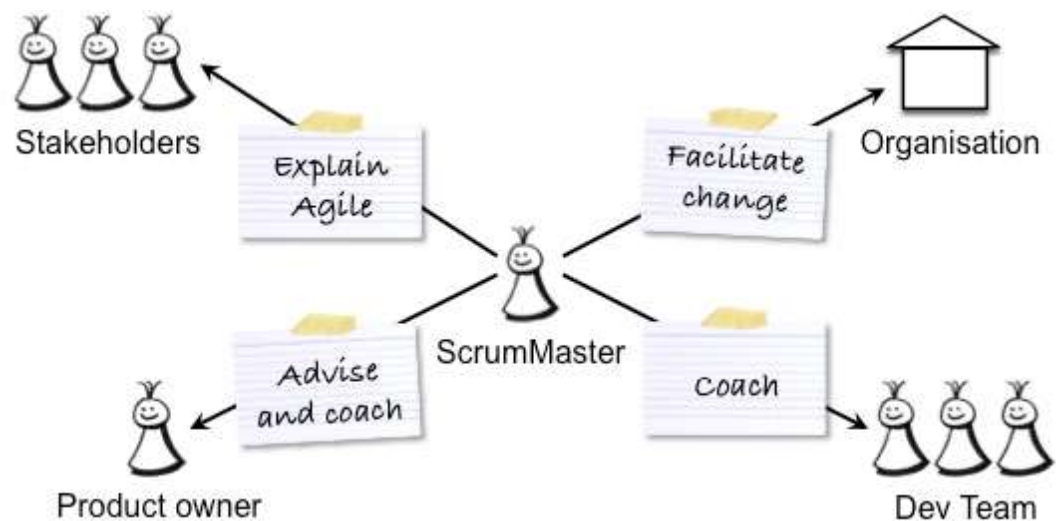 Stakeholders
Organisation
Explain
Agile
Facilitate
change
ScrumMaster
Advise
and coach
Coach
Product owner
Dev Team